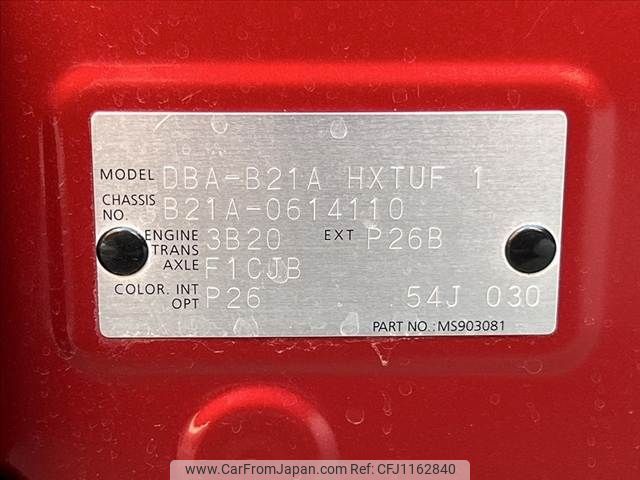 MODEL DBA-B21A HXTUF 1
CHASSIS NO. B21A-0614110
ENGINE 3B20 EXT P26B
TRANS AXLE F1CJB
COLOR. INT OPT P26 54J 030
PART NO.:MS903081
www.CarFromJapan.com | CFJ1162840